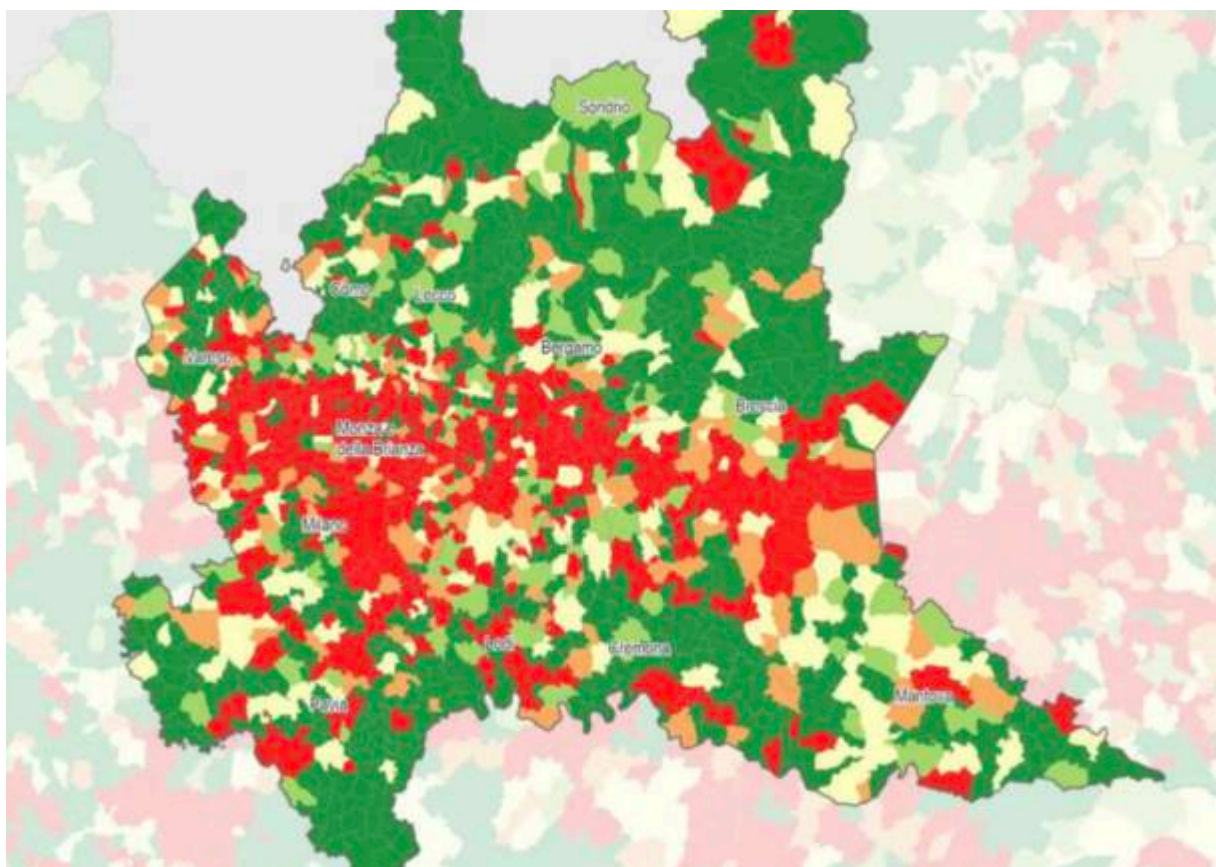 Sondrio
Como
Lecco
Varese
Bergamo
Brescia
Monza e
della Brianza
Milano
Lodi
Cremona
Pavia
Mantova